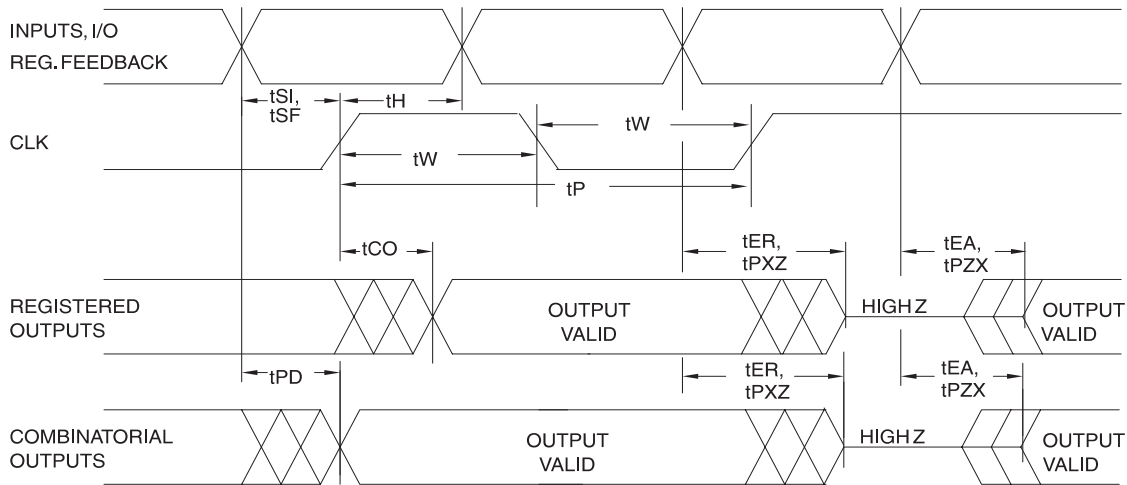 INPUTS, I/O
REG. FEEDBACK
tSI,
tSF
tH
CLK
tW
tW
tP
tCO
tER,
tPXZ
tEA,
tPZX
REGISTERED
OUTPUTS
OUTPUT
VALID
HIGH Z
OUTPUT
VALID
tPD
tER,
tPXZ
tEA,
tPZX
COMBINATORIAL
OUTPUTS
OUTPUT
VALID
HIGH Z
OUTPUT
VALID